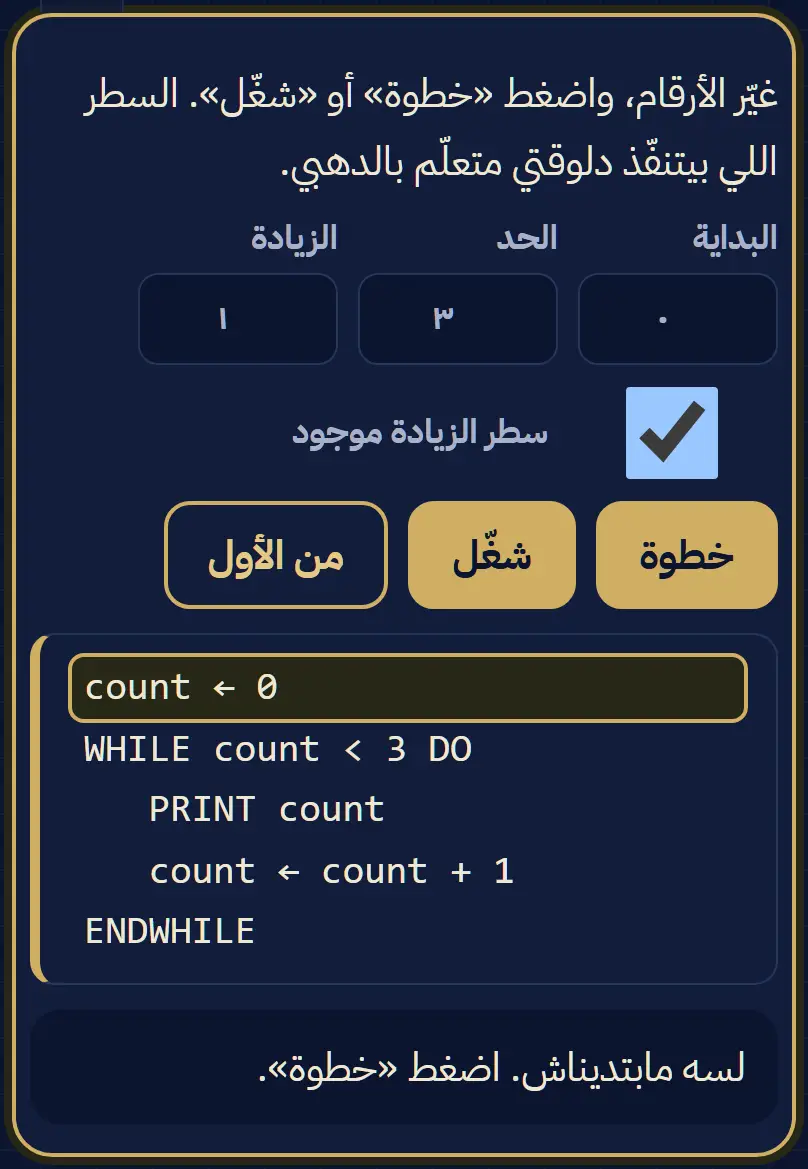 غيّر الأرقام، واضغط «خطوة» أو «شغّل». السطر
اللي بيتنفّذ دلوقتي متعلّم بالدهبي.
البداية الحد الزيادة
٠ ٣ ١
سطر الزيادة موجود
خطوة شغّل من الأول
count ← 0
WHILE count < 3 DO
PRINT count
count ← count + 1
ENDWHILE
لسه مابتديناش. اضغط «خطوة».